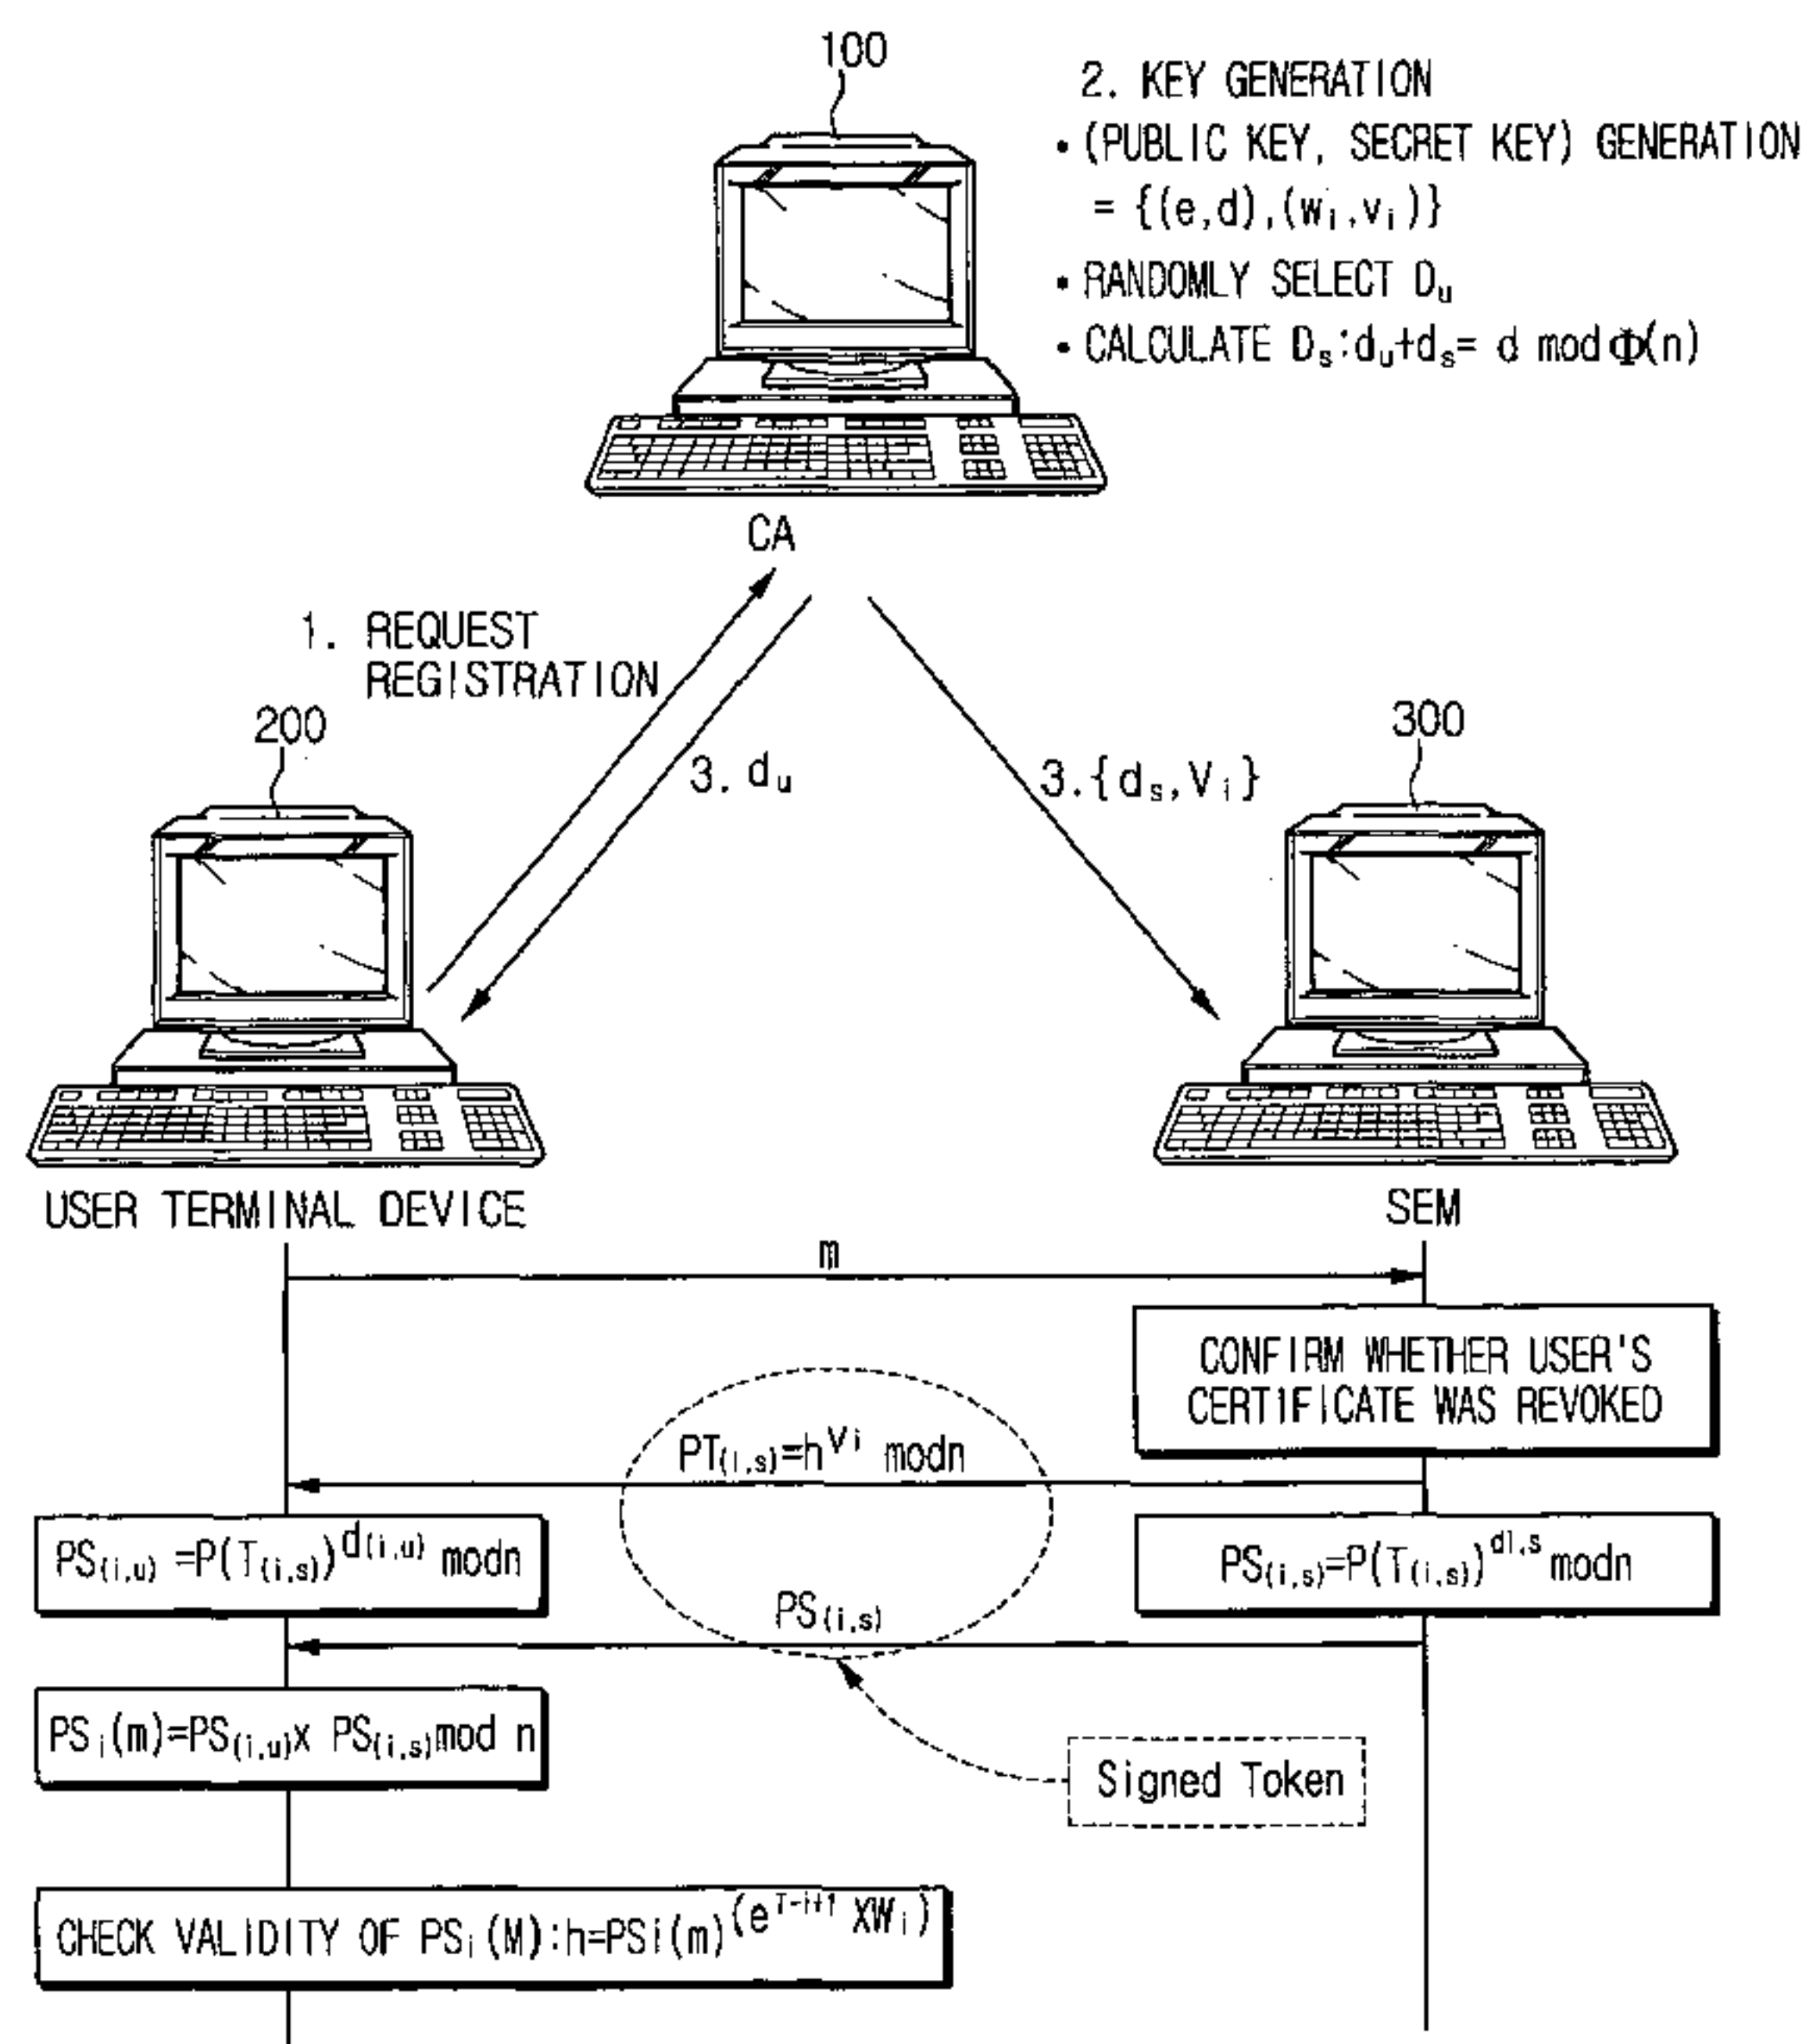 100
2. KEY GENERATION
• (PUBLIC KEY, SECRET KEY) GENERATION
= {(e,d),(wᵢ,vᵢ)}
• RANDOMLY SELECT Dᵤ
• CALCULATE Dₛ:dᵤ+dₛ= d mod Φ(n)
CA
1. REQUEST
REGISTRATION
200
3. dᵤ
3.{dₛ,Vᵢ}
300
USER TERMINAL DEVICE
SEM
m
CONFIRM WHETHER USER'S
CERTIFICATE WAS REVOKED
PT(i,s)=h^Vi modn
PS(i,u) =P(T(i,s))^d(i,u) modn
PS(i,s)=P(T(i,s))^dl,s modn
PS(i,s)
PSᵢ(m)=PS(i,u)x PS(i,s)mod n
Signed Token
CHECK VALIDITY OF PSᵢ(M):h=PSi(m)^(e^T-i+1 XWᵢ)